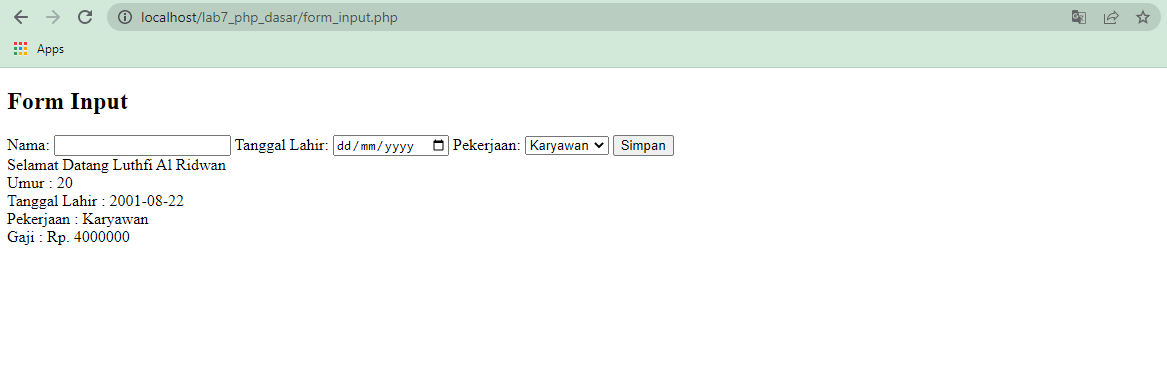 localhost/lab7_php_dasar/form_input.php
Apps
Form Input
Nama: Tanggal Lahir: dd/mm/yyyy Pekerjaan: Karyawan Simpan
Selamat Datang Luthfi Al Ridwan
Umur : 20
Tanggal Lahir : 2001-08-22
Pekerjaan : Karyawan
Gaji : Rp. 4000000